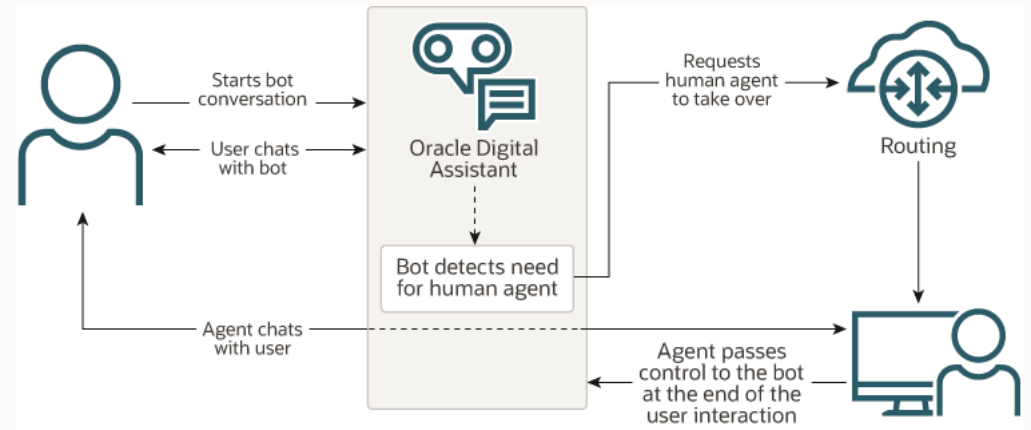 Starts bot
conversation
User chats
with bot
Oracle Digital
Assistant
Bot detects need
for human agent
Requests
human agent
to take over
Routing
Agent chats
with user
Agent passes
control to the bot
at the end of the
user interaction